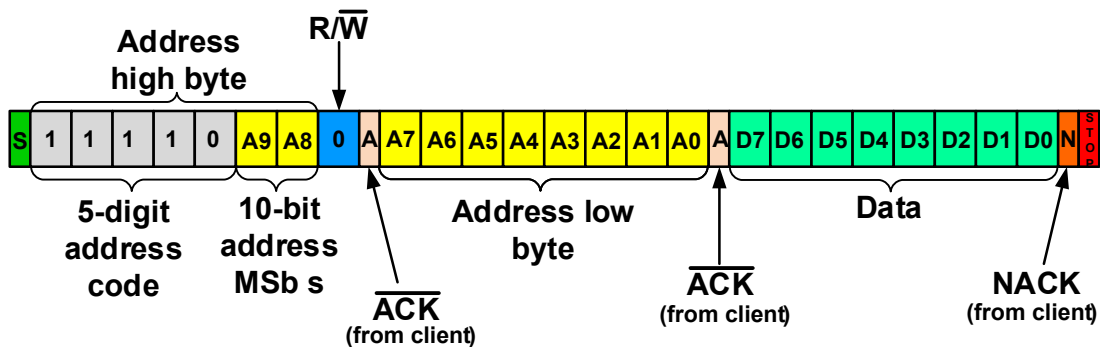 R/W
Address
high byte
S 1 1 1 1 0 A9 A8 0 A A7 A6 A5 A4 A3 A2 A1 A0 A D7 D6 D5 D4 D3 D2 D1 D0 N STOP
5-digit
address
code
10-bit
address
MSb s
Address low
byte
Data
ACK
(from client)
ACK
(from client)
NACK
(from client)